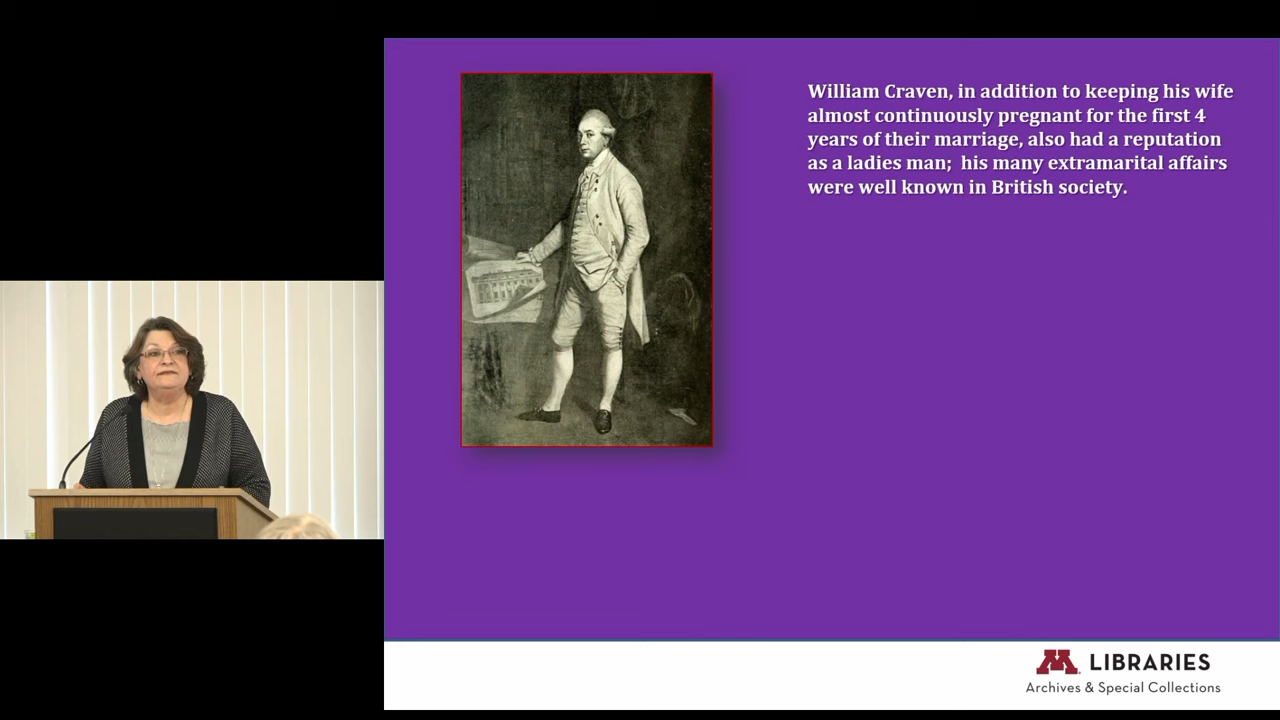 William Craven, in addition to keeping his wife
almost continuously pregnant for the first 4
years of their marriage, also had a reputation
as a ladies man;  his many extramarital affairs
were well known in British society.
M LIBRARIES
Archives & Special Collections